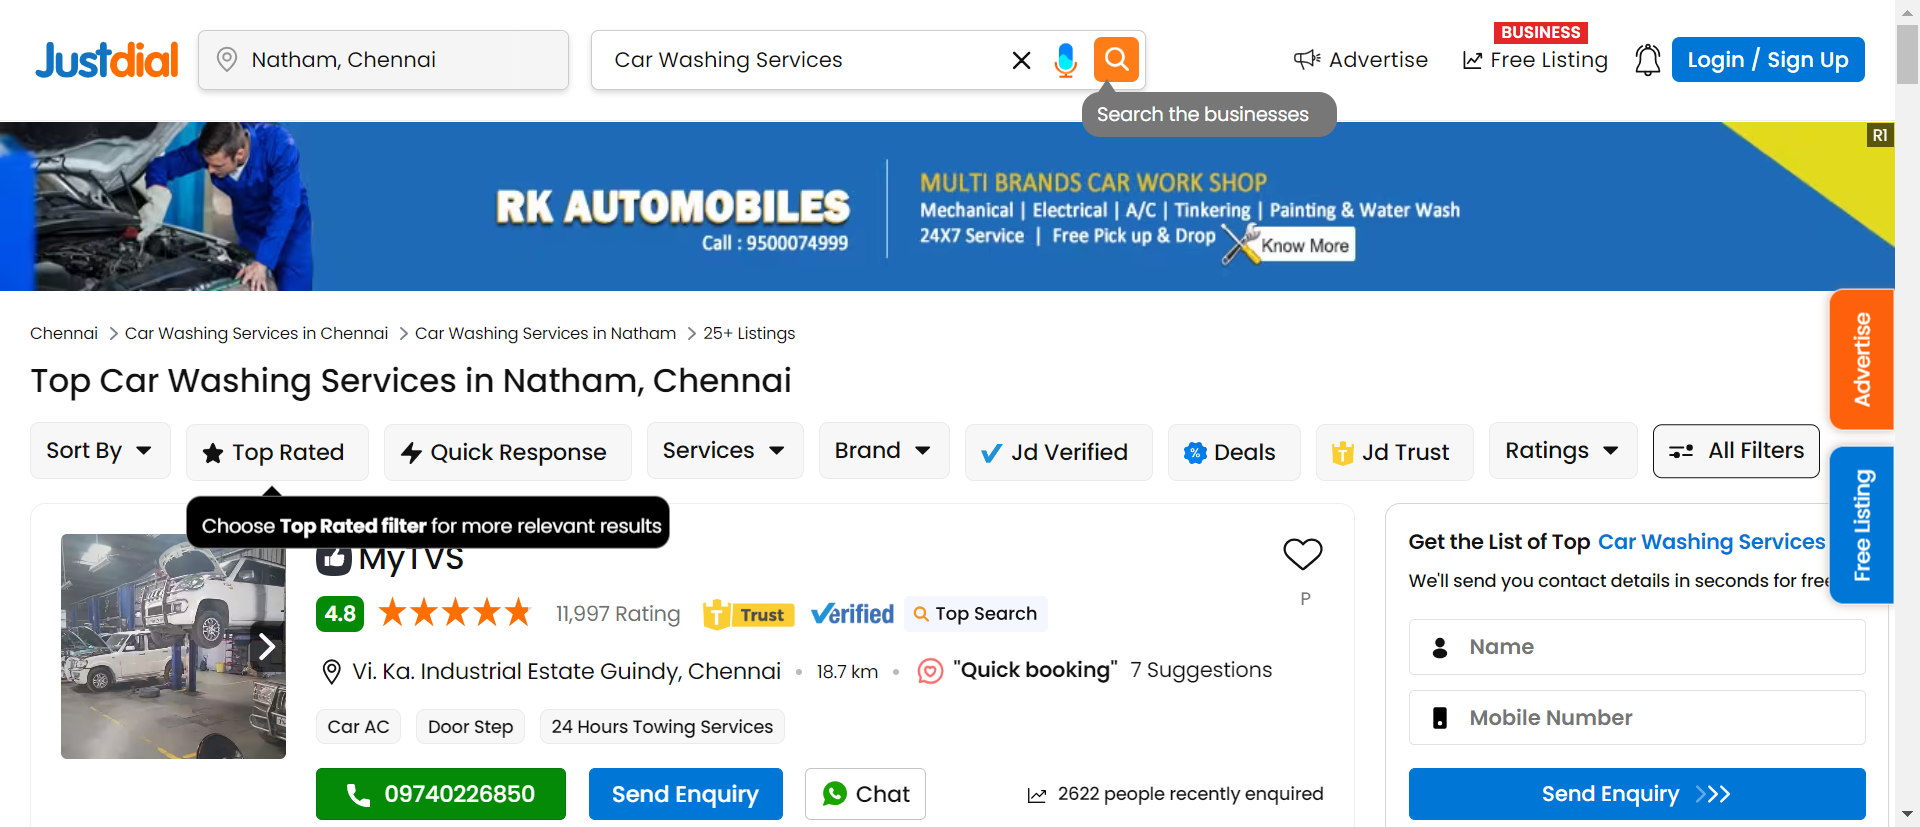 Justdial
Natham, Chennai
Car Washing Services
Advertise
BUSINESS
Free Listing
Login / Sign Up
Search the businesses
R1
RK AUTOMOBILES
Call : 9500074999
MULTI BRANDS CAR WORK SHOP
Mechanical | Electrical | A/C | Tinkering | Painting & Water Wash
24X7 Service | Free Pick up & Drop
Know More
Chennai > Car Washing Services in Chennai > Car Washing Services in Natham > 25+ Listings
Top Car Washing Services in Natham, Chennai
Sort By
Top Rated
Quick Response
Services
Brand
Jd Verified
Deals
Jd Trust
Ratings
All Filters
Advertise
Free Listing
Choose Top Rated filter for more relevant results
MyTVS
P
4.8
11,997 Rating
Trust
Verified
Top Search
Vi. Ka. Industrial Estate Guindy, Chennai • 18.7 km • "Quick booking" 7 Suggestions
Car AC
Door Step
24 Hours Towing Services
09740226850
Send Enquiry
Chat
2622 people recently enquired
Get the List of Top Car Washing Services
We'll send you contact details in seconds for fre
Name
Mobile Number
Send Enquiry